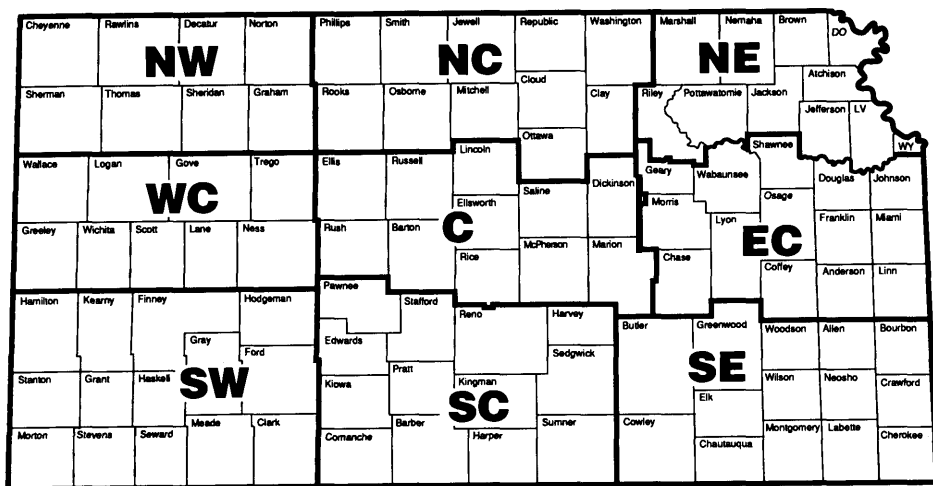 Cheyenne Rawlins Decatur Norton Phillips Smith Jewell Republic Washington Marshall Nemaha Brown DO
NW NC NE
Cloud Atchison
Sherman Thomas Sheridan Graham Rooks Osborne Mitchell Clay Riley Pottawatomie Jackson
Jefferson LV
Ottawa
Lincoln Shawnee WY
Wallace Logan Gove Trego Ellis Russell Geary Wabaunsee Douglas Johnson
WC
Saline Dickinson
Ellsworth Morris Osage
Greeley Wichita Scott Lane Ness Rush Barton C Lyon Franklin Miami
EC
McPherson Marion
Rice Chase Coffey Anderson Linn
Hamilton Kearny Finney Hodgeman Pawnee Stafford
Reno Harvey
Butler Greenwood Woodson Allen Bourbon
Gray Edwards
Ford Sedgwick
Pratt
SW SE
Stanton Grant Haskell Kiowa Kingman Wilson Neosho Crawford
SC
Elk
Meade Clark Barber Sumner Cowley
Morton Stevens Seward Comanche Harper Chautauqua Montgomery Labette Cherokee